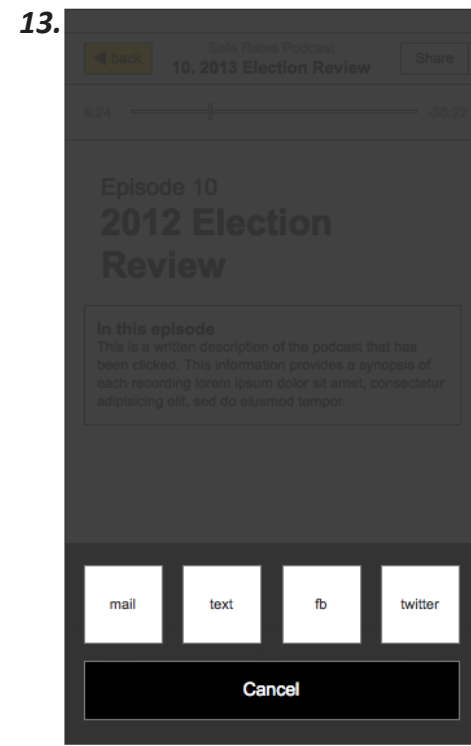 13.
Safe Rates Podcast
back
10. 2013 Election Review
Share
6:24
-36:22
Episode 10
2012 Election
Review
In this episode
This is a written description of the podcast that has
been clicked. This information provides a synopsis of
each recording lorem ipsum dolor sit amet, consectetur
adipisicing elit, sed do eiusmod tempor.
mail
text
fb
twitter
Cancel